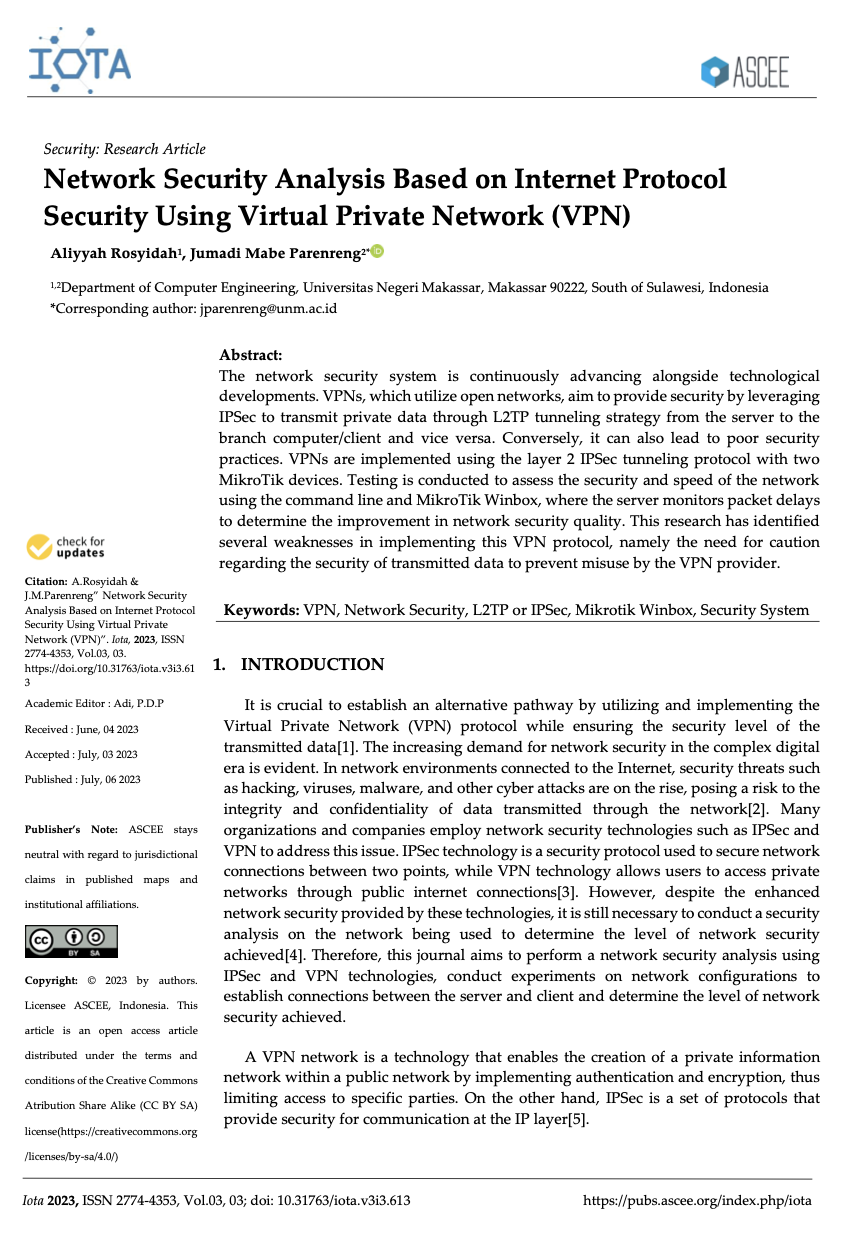 IOTA
ASCEE
Security: Research Article
Network Security Analysis Based on Internet Protocol
Security Using Virtual Private Network (VPN)
Aliyyah Rosyidah¹, Jumadi Mabe Parenreng²* iD
¹,²Department of Computer Engineering, Universitas Negeri Makassar, Makassar 90222, South of Sulawesi, Indonesia
*Corresponding author: jparenreng@unm.ac.id
Abstract:
The network security system is continuously advancing alongside technological
developments. VPNs, which utilize open networks, aim to provide security by leveraging
IPSec to transmit private data through L2TP tunneling strategy from the server to the
branch computer/client and vice versa. Conversely, it can also lead to poor security
practices. VPNs are implemented using the layer 2 IPSec tunneling protocol with two
MikroTik devices. Testing is conducted to assess the security and speed of the network
using the command line and MikroTik Winbox, where the server monitors packet delays
to determine the improvement in network security quality. This research has identified
several weaknesses in implementing this VPN protocol, namely the need for caution
regarding the security of transmitted data to prevent misuse by the VPN provider.
Keywords: VPN, Network Security, L2TP or IPSec, Mikrotik Winbox, Security System
check for
updates
Citation: A.Rosyidah &
J.M.Parenreng” Network Security
Analysis Based on Internet Protocol
Security Using Virtual Private
Network (VPN)”. Iota, 2023, ISSN
2774-4353, Vol.03, 03.
https://doi.org/10.31763/iota.v3i3.61
3
Academic Editor : Adi, P.D.P
Received : June, 04 2023
Accepted : July, 03 2023
Published : July, 06 2023
Publisher’s Note: ASCEE stays
neutral with regard to jurisdictional
claims in published maps and
institutional affiliations.
cc BY SA
Copyright: © 2023 by authors.
Licensee ASCEE, Indonesia. This
article is an open access article
distributed under the terms and
conditions of the Creative Commons
Atribution Share Alike (CC BY SA)
license(https://creativecommons.org
/licenses/by-sa/4.0/)
1. INTRODUCTION
It is crucial to establish an alternative pathway by utilizing and implementing the
Virtual Private Network (VPN) protocol while ensuring the security level of the
transmitted data[1]. The increasing demand for network security in the complex digital
era is evident. In network environments connected to the Internet, security threats such
as hacking, viruses, malware, and other cyber attacks are on the rise, posing a risk to the
integrity and confidentiality of data transmitted through the network[2]. Many
organizations and companies employ network security technologies such as IPSec and
VPN to address this issue. IPSec technology is a security protocol used to secure network
connections between two points, while VPN technology allows users to access private
networks through public internet connections[3]. However, despite the enhanced
network security provided by these technologies, it is still necessary to conduct a security
analysis on the network being used to determine the level of network security
achieved[4]. Therefore, this journal aims to perform a network security analysis using
IPSec and VPN technologies, conduct experiments on network configurations to
establish connections between the server and client and determine the level of network
security achieved.
A VPN network is a technology that enables the creation of a private information
network within a public network by implementing authentication and encryption, thus
limiting access to specific parties. On the other hand, IPSec is a set of protocols that
provide security for communication at the IP layer[5].
Iota 2023, ISSN 2774-4353, Vol.03, 03; doi: 10.31763/iota.v3i3.613
https://pubs.ascee.org/index.php/iota